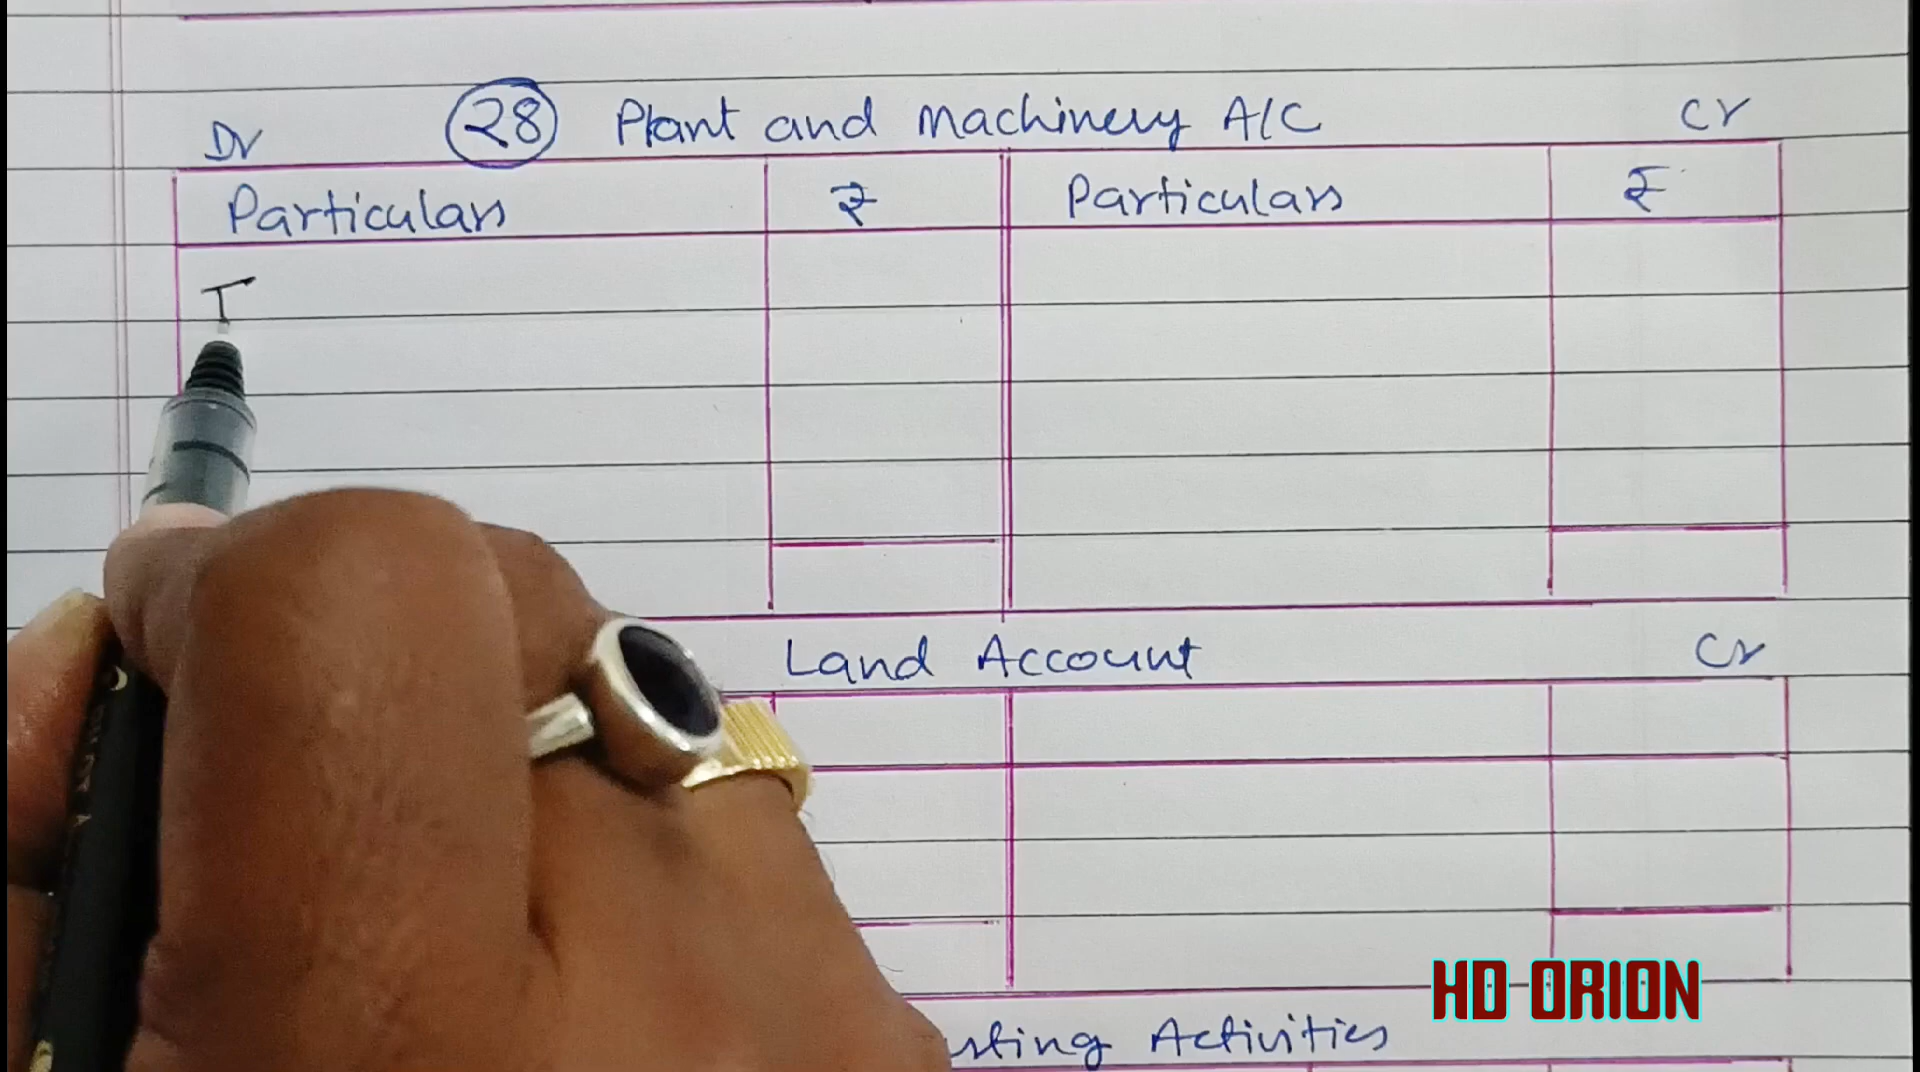 Dr 28 Plant and Machinery A/C Cr
Particulars ₹ Particulars ₹
T
Land Account Cr
Activities
HD ORION